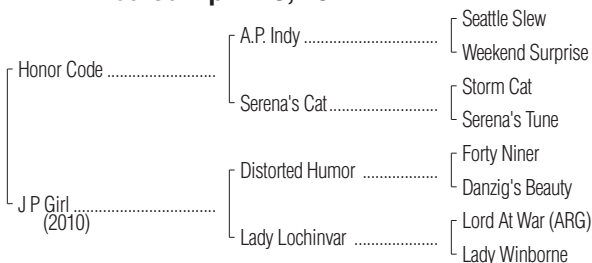 Honor Code ..............................
J P Girl .......................................
(2010)
A.P. Indy .....................................
Serena's Cat ..............................
Distorted Humor .....................
Lady Lochinvar ......................
Seattle Slew
Weekend Surprise
Storm Cat
Serena's Tune
Forty Niner
Danzig's Beauty
Lord At War (ARG)
Lady Winborne